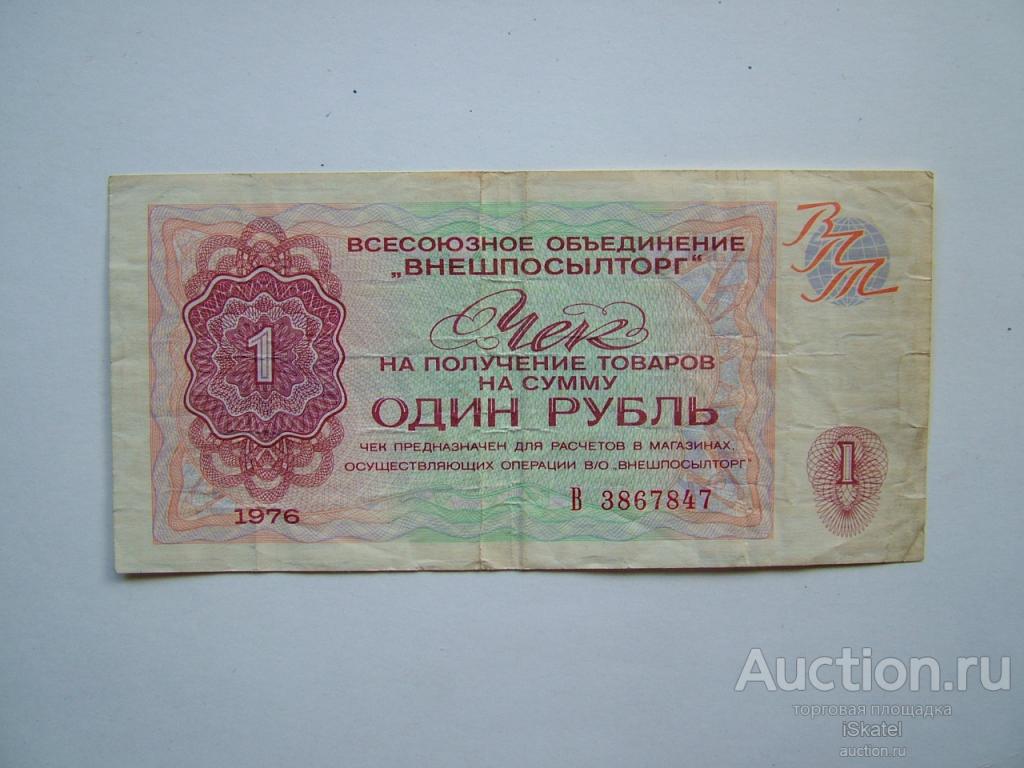 ВСЕСОЮЗНОЕ ОБЪЕДИНЕНИЕ
„ВНЕШПОСЫЛТОРГ“
ВПТ
Чек
НА ПОЛУЧЕНИЕ ТОВАРОВ
НА СУММУ
ОДИН РУБЛЬ
1
ЧЕК ПРЕДНАЗНАЧЕН ДЛЯ РАСЧЕТОВ В МАГАЗИНАХ,
ОСУЩЕСТВЛЯЮЩИХ ОПЕРАЦИИ В/О „ВНЕШПОСЫЛТОРГ“
1
1976
В 3867847
Auction.ru
торговая площадка
iSkatel
auction.ru